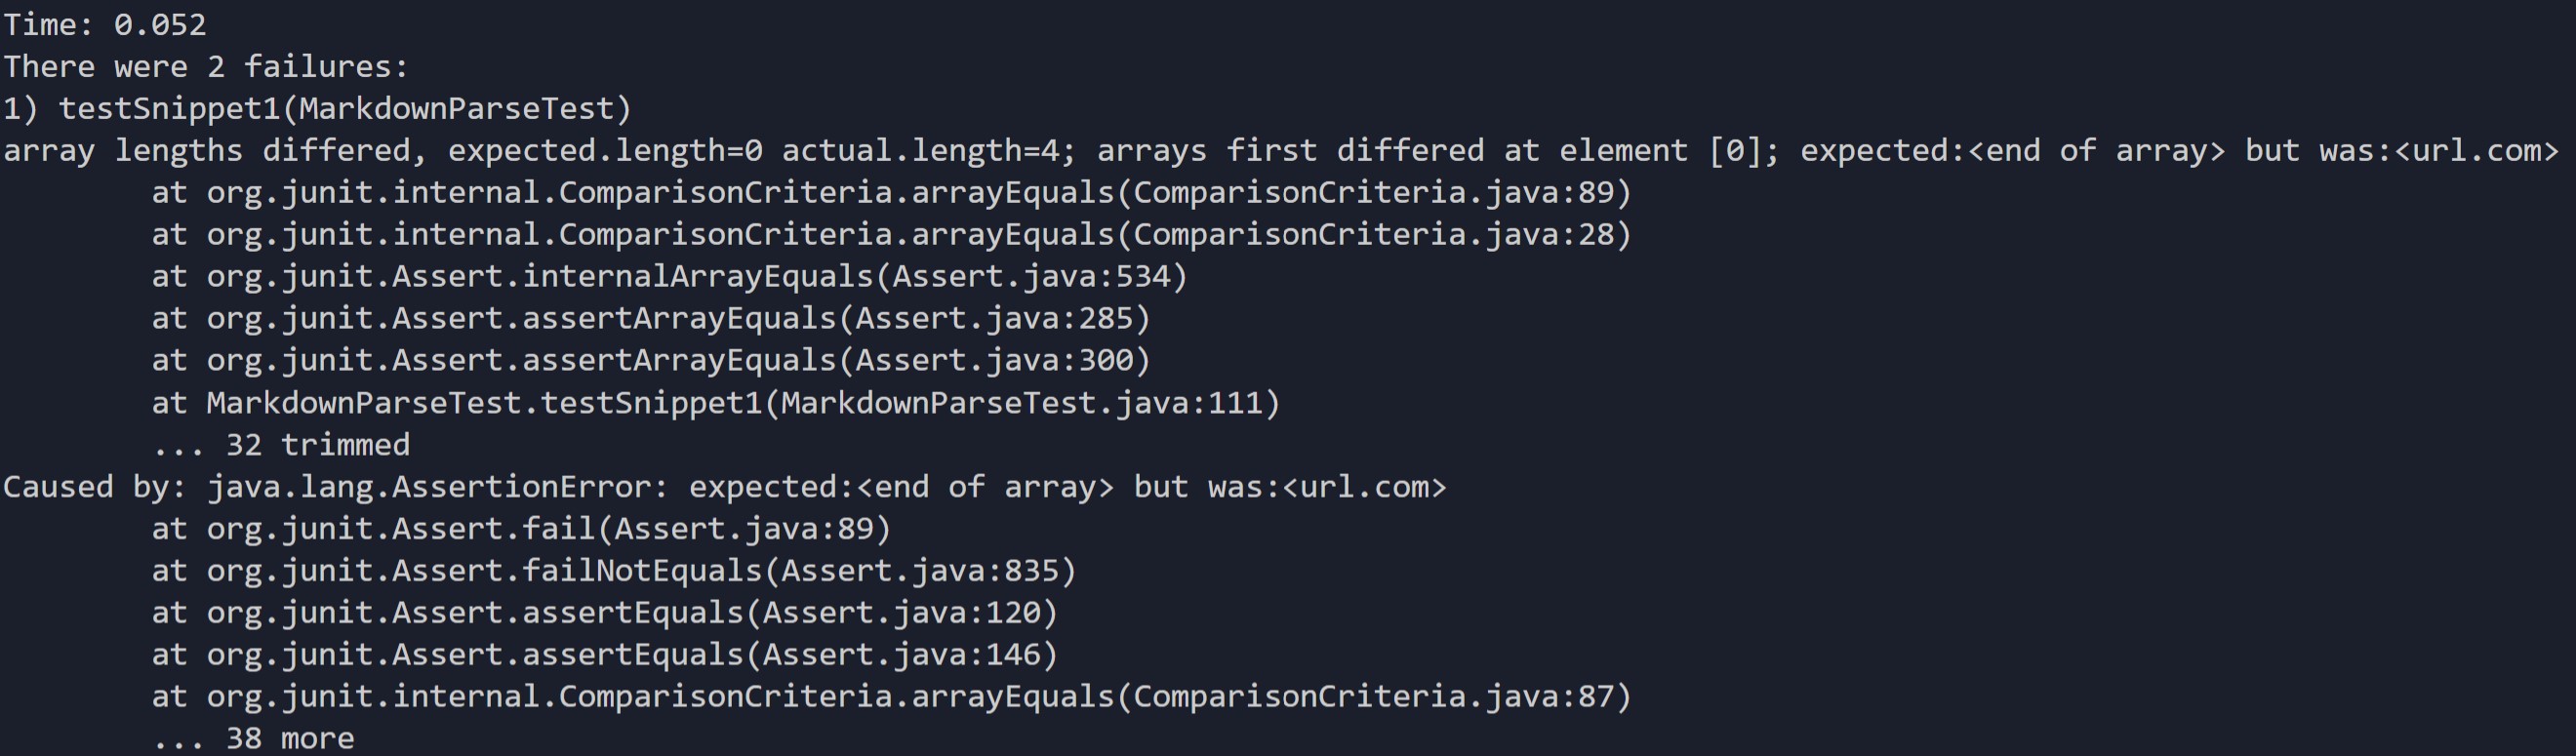 Time: 0.052
There were 2 failures:
1) testSnippet1(MarkdownParseTest)
array lengths differed, expected.length=0 actual.length=4; arrays first differed at element [0]; expected:<end of array> but was:<url.com>
        at org.junit.internal.ComparisonCriteria.arrayEquals(ComparisonCriteria.java:89)
        at org.junit.internal.ComparisonCriteria.arrayEquals(ComparisonCriteria.java:28)
        at org.junit.Assert.internalArrayEquals(Assert.java:534)
        at org.junit.Assert.assertArrayEquals(Assert.java:285)
        at org.junit.Assert.assertArrayEquals(Assert.java:300)
        at MarkdownParseTest.testSnippet1(MarkdownParseTest.java:111)
        ... 32 trimmed
Caused by: java.lang.AssertionError: expected:<end of array> but was:<url.com>
        at org.junit.Assert.fail(Assert.java:89)
        at org.junit.Assert.failNotEquals(Assert.java:835)
        at org.junit.Assert.assertEquals(Assert.java:120)
        at org.junit.Assert.assertEquals(Assert.java:146)
        at org.junit.internal.ComparisonCriteria.arrayEquals(ComparisonCriteria.java:87)
        ... 38 more